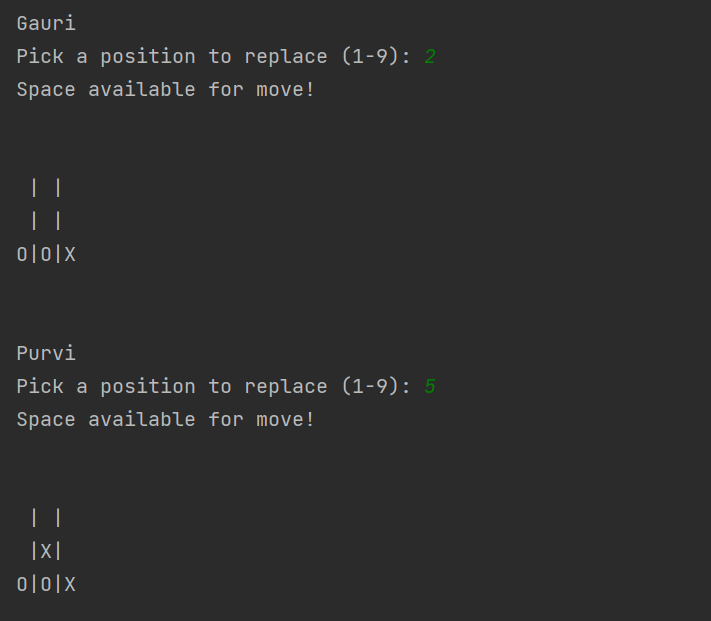 Gauri
Pick a position to replace (1-9): 2
Space available for move!
 | |
 | |
O|O|X
Purvi
Pick a position to replace (1-9): 5
Space available for move!
 | |
 |X|
O|O|X